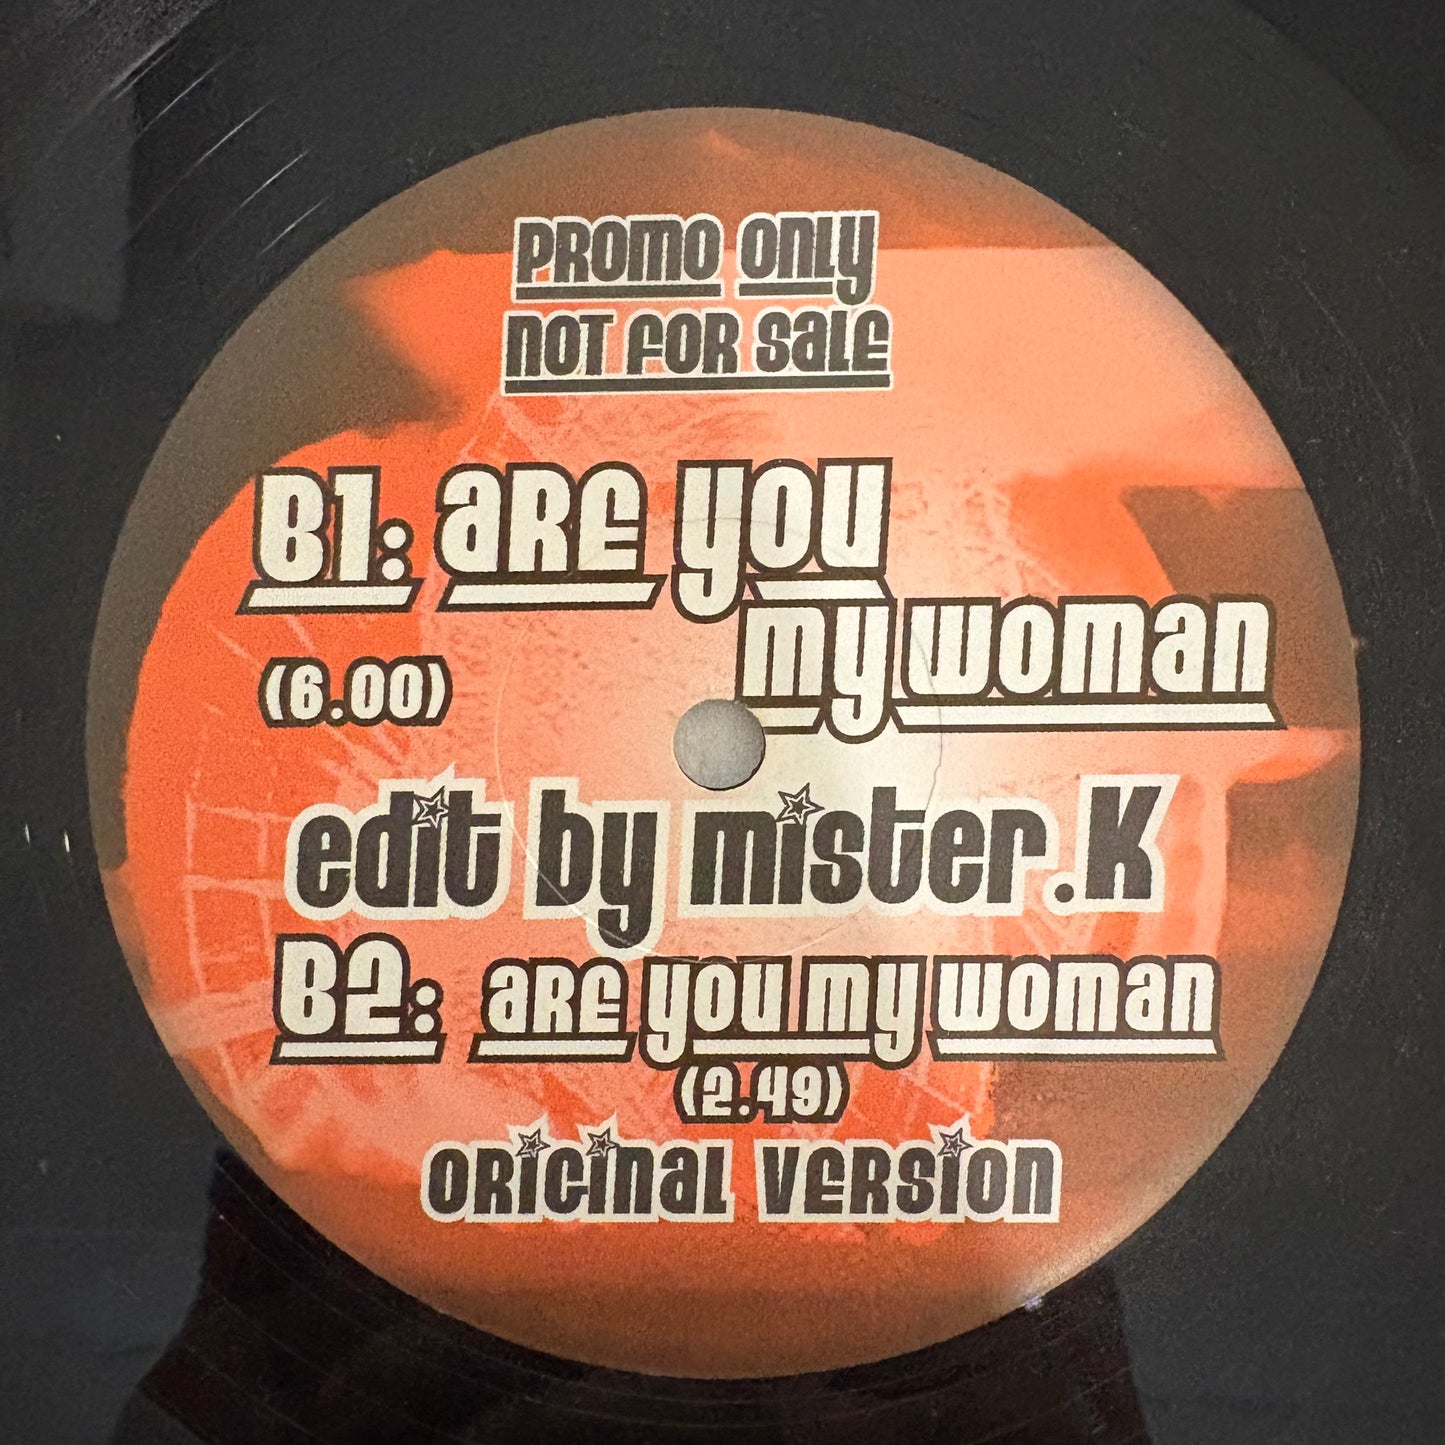 PROMO ONLY
NOT FOR SALE
B1: ARE YOU
MY WOMAN
(6.00)
edit by mister.K
B2: ARE YOU MY WOMAN
(2.49)
ORIGINAL VERSION